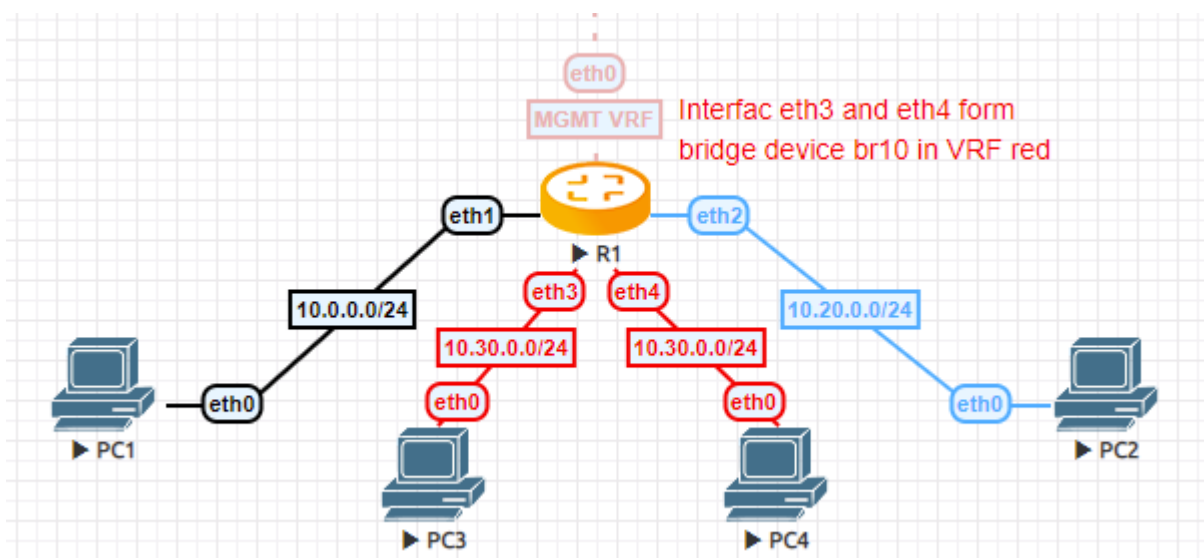 eth0
MGMT VRF
Interfac eth3 and eth4 form
bridge device br10 in VRF red
eth1
eth2
R1
eth3
eth4
10.0.0.0/24
10.20.0.0/24
10.30.0.0/24
10.30.0.0/24
eth0
eth0
eth0
eth0
PC1
PC2
PC3
PC4